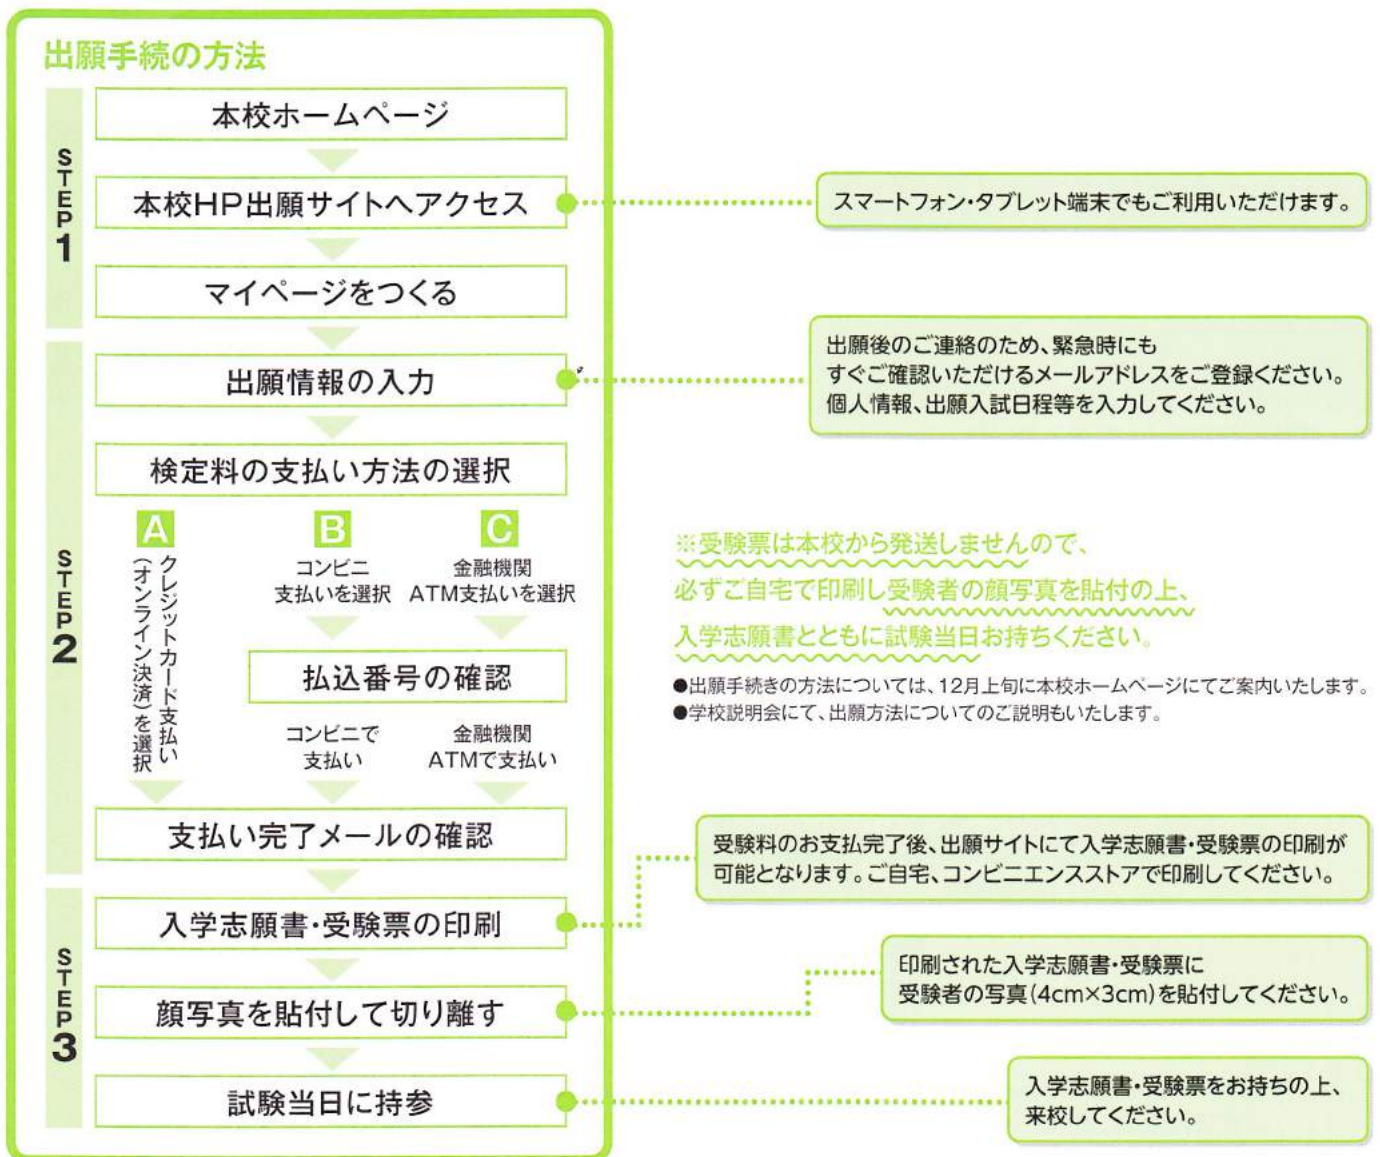 出願手続の方法
STEP1
本校ホームページ
本校HP出願サイトへアクセス
スマートフォン・タブレット端末でもご利用いただけます。
マイページをつくる
STEP2
出願情報の入力
出願後のご連絡のため、緊急時にも
すぐご確認いただけるメールアドレスをご登録ください。
個人情報、出願入試日程等を入力してください。
検定料の支払い方法の選択
A
クレジットカード支払い
(オンライン決済)を選択
B
コンビニ
支払いを選択
C
金融機関
ATM支払いを選択
払込番号の確認
コンビニで
支払い
金融機関
ATMで支払い
支払い完了メールの確認
※受験票は本校から発送しませんので、
必ずご自宅で印刷し受験者の顔写真を貼付の上、
入学志願書とともに試験当日お持ちください。
●出願手続きの方法については、12月上旬に本校ホームページにてご案内いたします。
●学校説明会にて、出願方法についてのご説明もいたします。
STEP3
入学志願書・受験票の印刷
受験料のお支払完了後、出願サイトにて入学志願書・受験票の印刷が
可能となります。ご自宅、コンビニエンスストアで印刷してください。
顔写真を貼付して切り離す
印刷された入学志願書・受験票に
受験者の写真(4cm×3cm)を貼付してください。
試験当日に持参
入学志願書・受験票をお持ちの上、
来校してください。